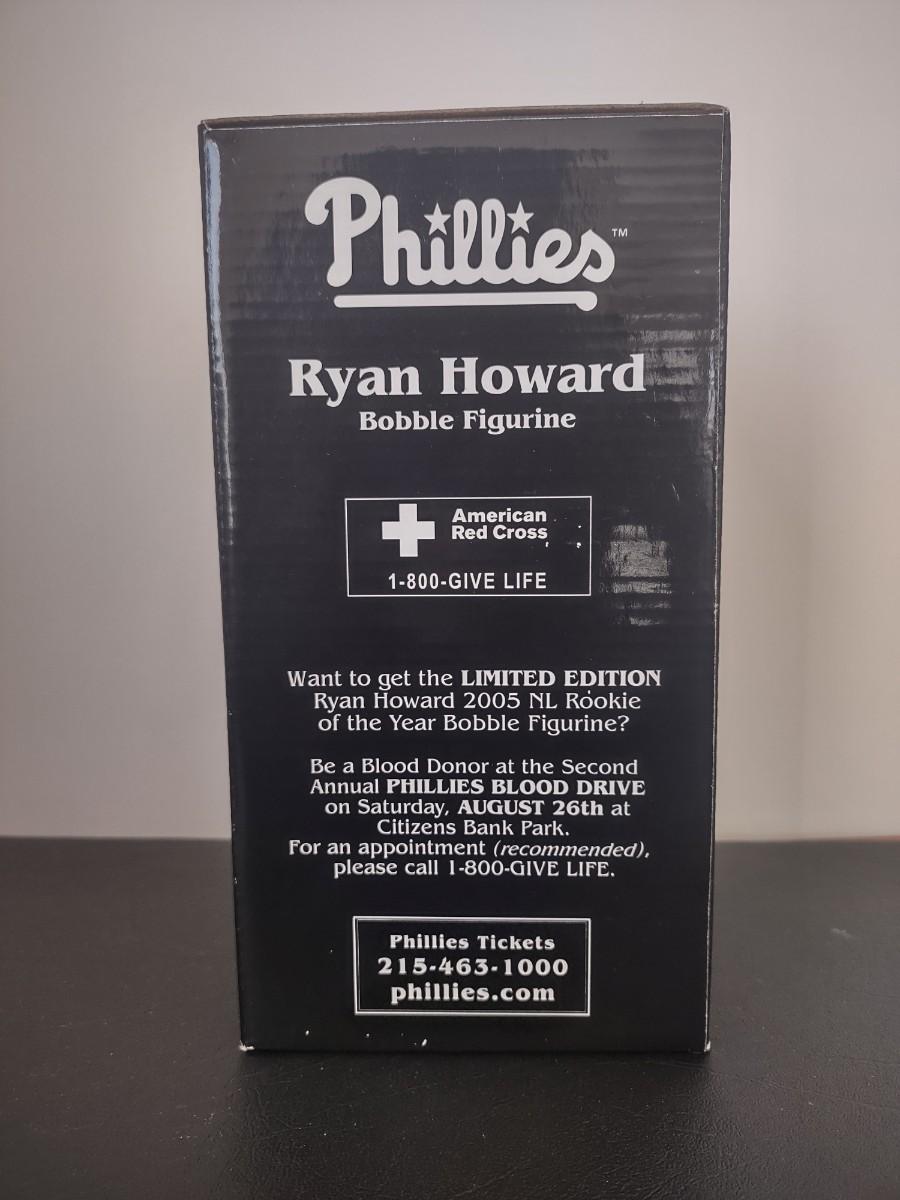 Phillies™
Ryan Howard
Bobble Figurine
American
Red Cross
1-800-GIVE LIFE
Want to get the LIMITED EDITION
Ryan Howard 2005 NL Rookie
of the Year Bobble Figurine?
Be a Blood Donor at the Second
Annual PHILLIES BLOOD DRIVE
on Saturday, AUGUST 26th at
Citizens Bank Park.
For an appointment (recommended),
please call 1-800-GIVE LIFE.
Phillies Tickets
215-463-1000
phillies.com